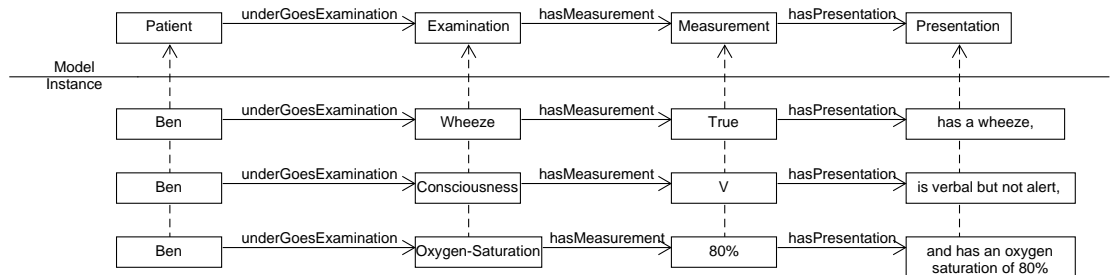 Patient underGoesExamination Examination hasMeasurement Measurement hasPresentation Presentation
Model
Instance
Ben underGoesExamination Wheeze hasMeasurement True hasPresentation has a wheeze,
Ben underGoesExamination Consciousness hasMeasurement V hasPresentation is verbal but not alert,
Ben underGoesExamination Oxygen-Saturation hasMeasurement 80% hasPresentation and has an oxygen
saturation of 80%